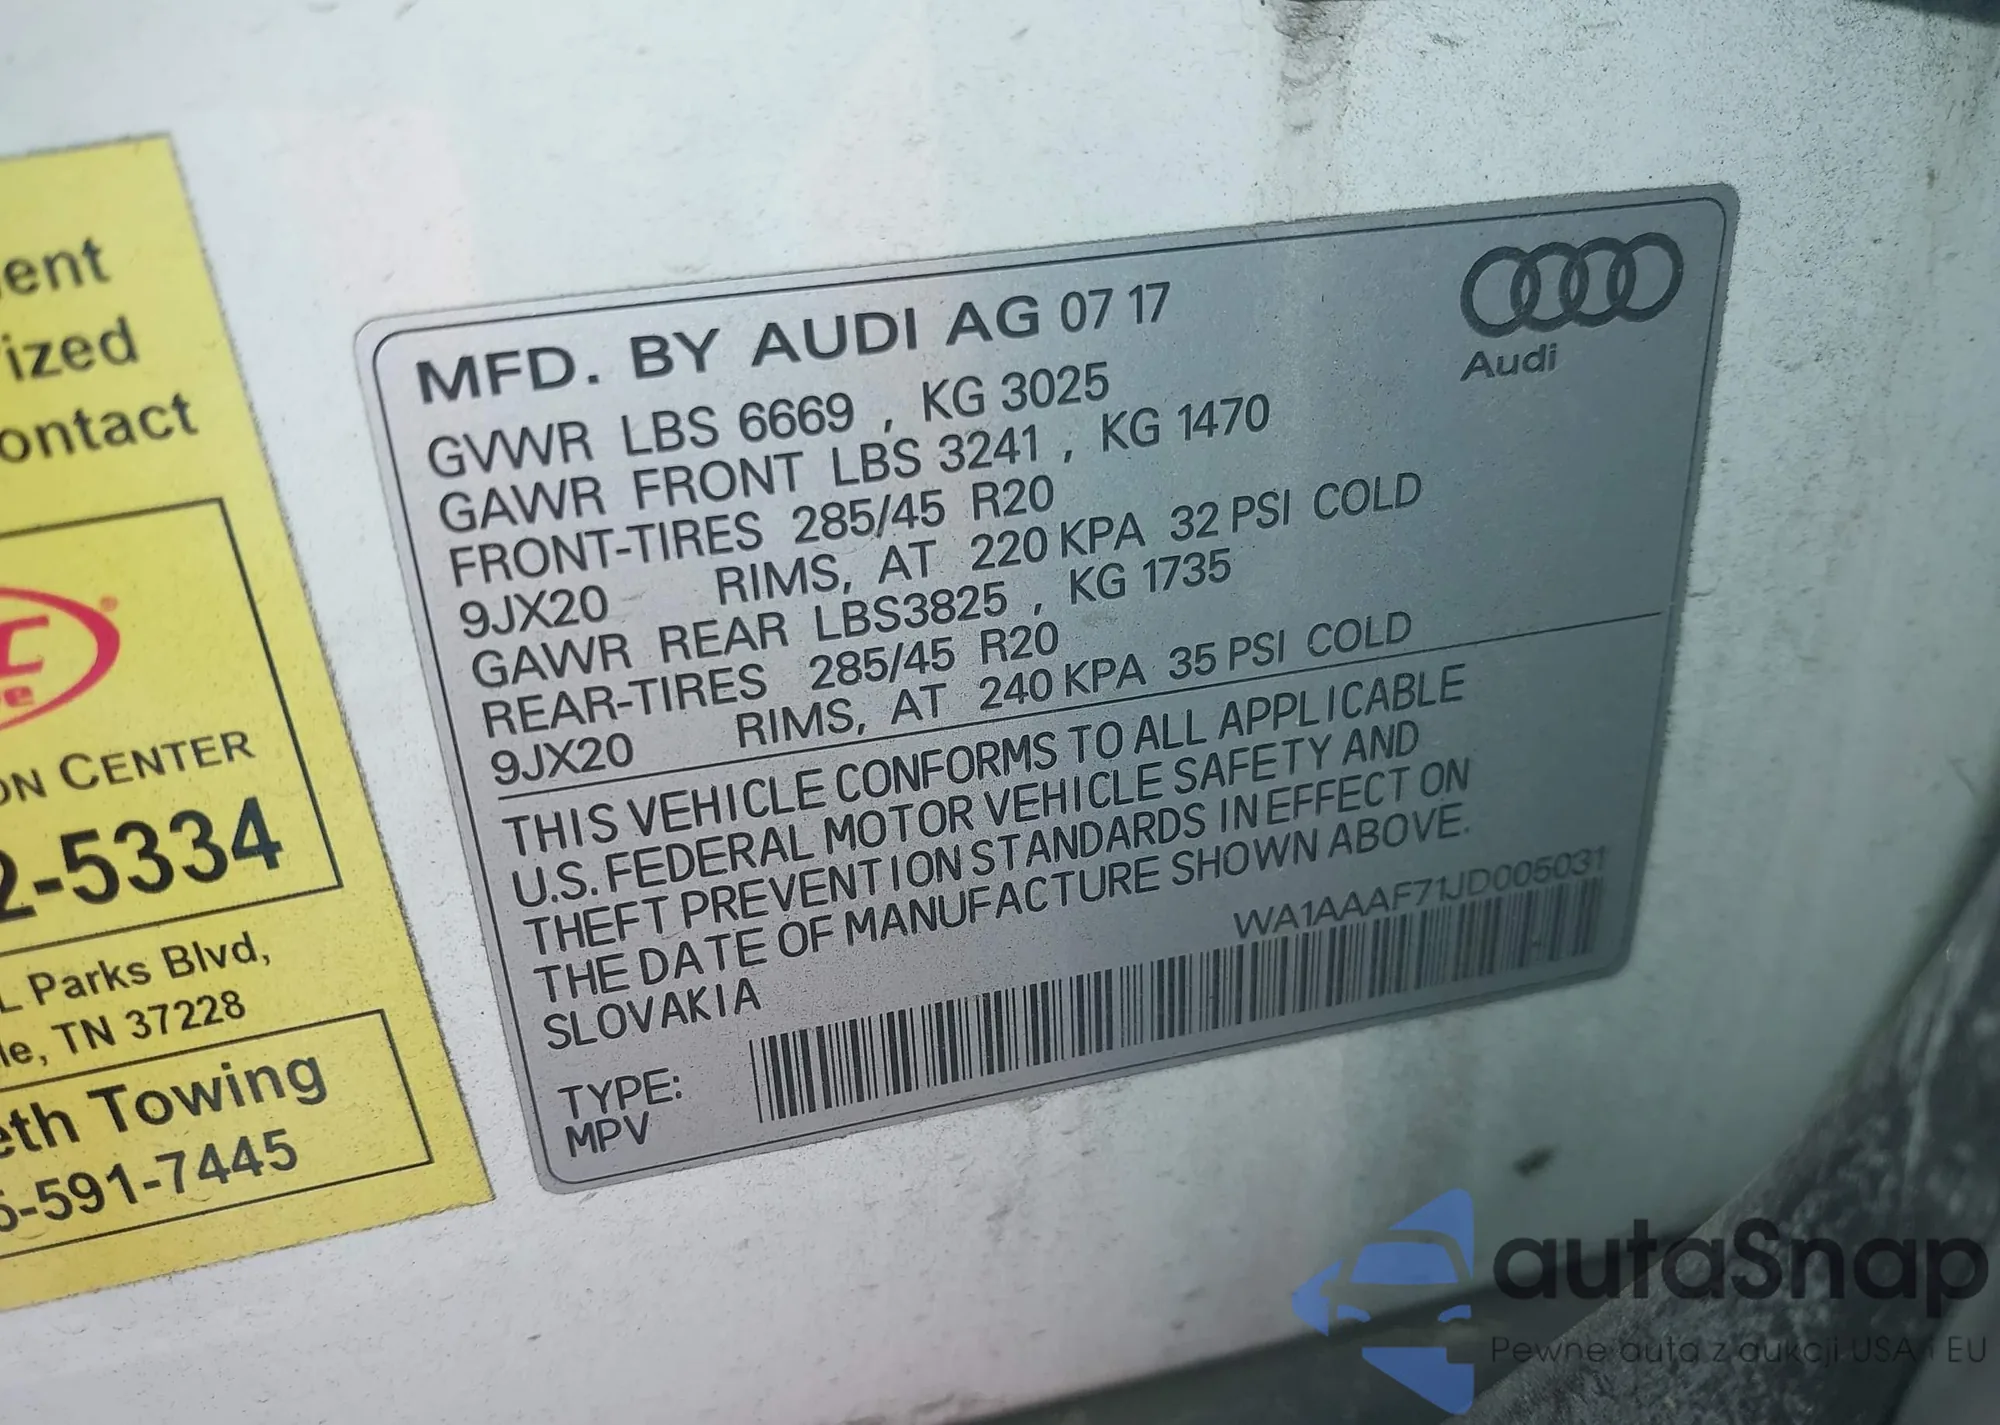 ent
ized
ontact
C
e
ON CENTER
2-5334
L Parks Blvd,
le, TN 37228
eth Towing
5-591-7445
Audi
MFD. BY AUDI AG 07 17
GVWR LBS 6669 , KG 3025
GAWR FRONT LBS 3241 , KG 1470
FRONT-TIRES 285/45 R20
9JX20 RIMS, AT 220 KPA 32 PSI COLD
GAWR REAR LBS3825 , KG 1735
REAR-TIRES 285/45 R20
9JX20 RIMS, AT 240 KPA 35 PSI COLD
THIS VEHICLE CONFORMS TO ALL APPLICABLE
U.S. FEDERAL MOTOR VEHICLE SAFETY AND
THEFT PREVENTION STANDARDS IN EFFECT ON
THE DATE OF MANUFACTURE SHOWN ABOVE.
SLOVAKIA
WA1AAAF71JD005031
TYPE:
MPV
autaSnap
Pewne auta z aukcji USA i EU